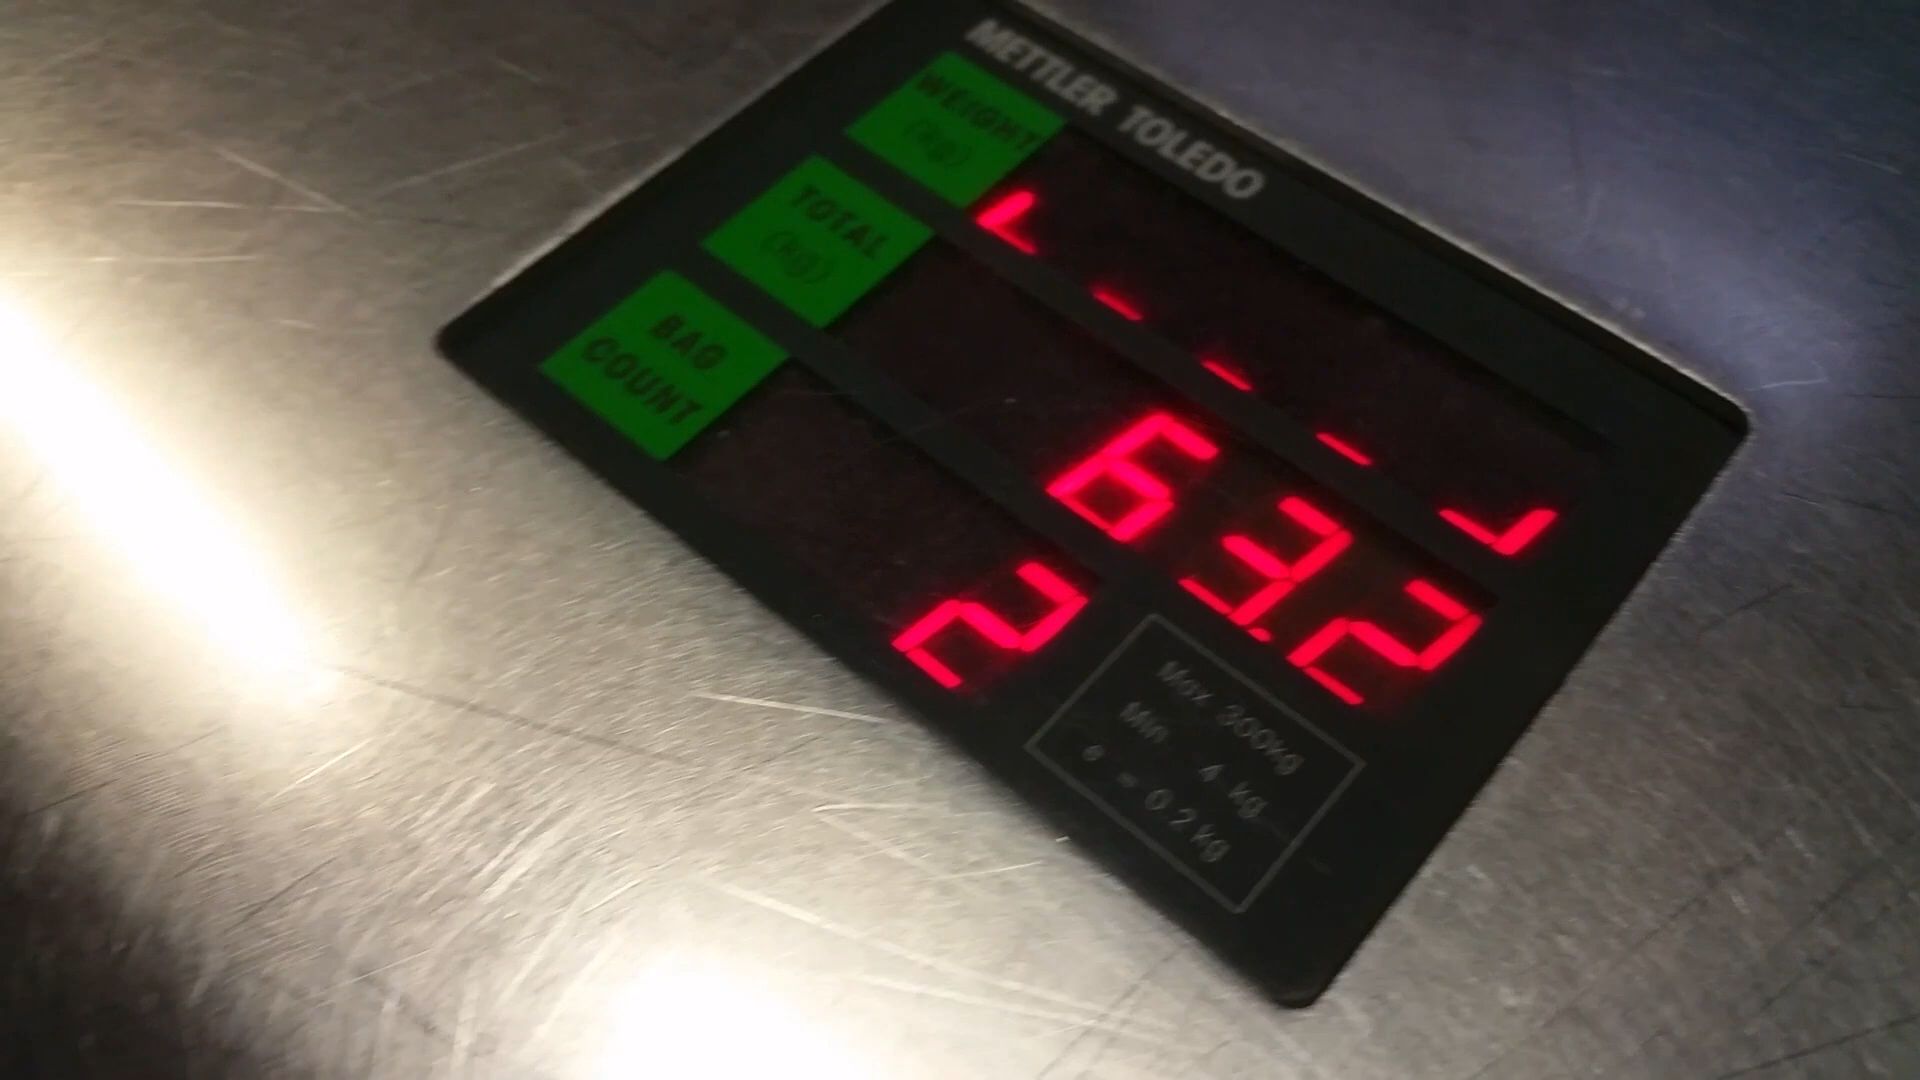 METTLER TOLEDO
WEIGHT
(kg)
TOTAL
(kg)
63.2
BAG
COUNT
2
Max 300kg
Min 4 kg
e = 0.2kg